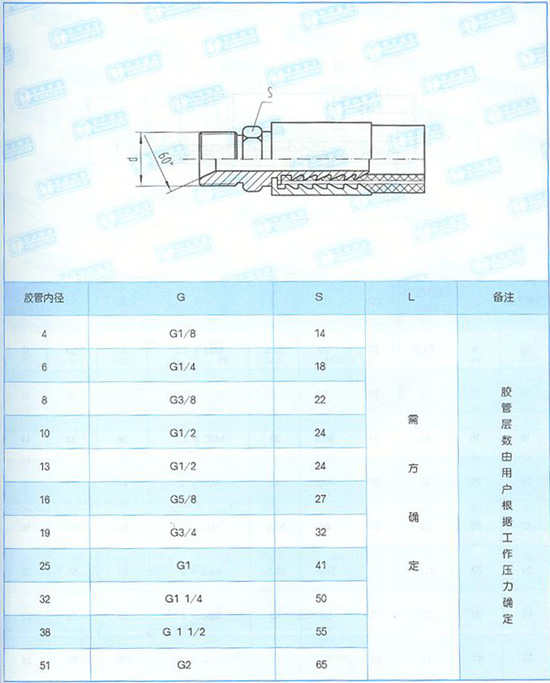 S
d
60°
胶管内径 G S L 备注
4 G1/8 14
6 G1/4 18
8 G3/8 22
10 G1/2 24
13 G1/2 24
16 G5/8 27
19 G3/4 32
25 G1 41
32 G1 1/4 50
38 G 1 1/2 55
51 G2 65
需方确定
胶管层数由用户根据工作压力确定